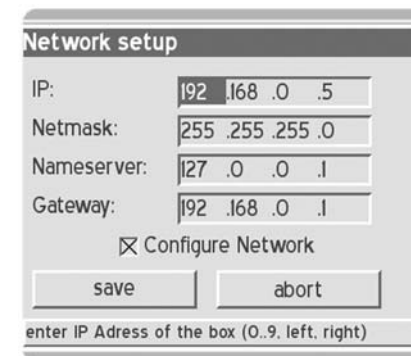 Network setup
IP: 192 .168 .0 .5
Netmask: 255 .255 .255 .0
Nameserver: 127 .0 .0 .1
Gateway: 192 .168 .0 .1
Configure Network
save abort
enter IP Adress of the box (0..9, left, right)